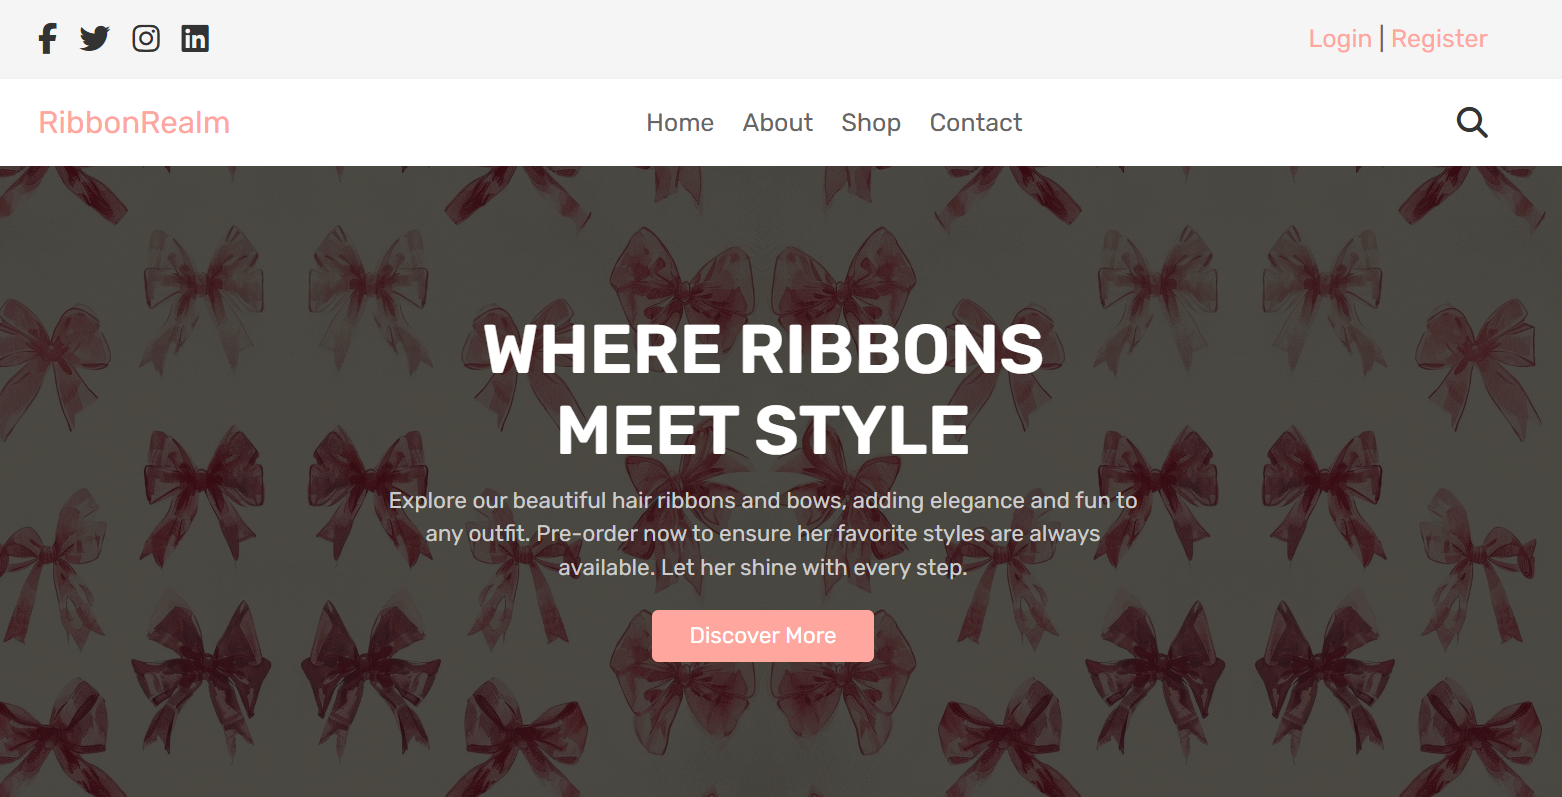 Login | Register
RibbonRealm
Home About Shop Contact
WHERE RIBBONS
MEET STYLE
Explore our beautiful hair ribbons and bows, adding elegance and fun to
any outfit. Pre-order now to ensure her favorite styles are always
available. Let her shine with every step.
Discover More